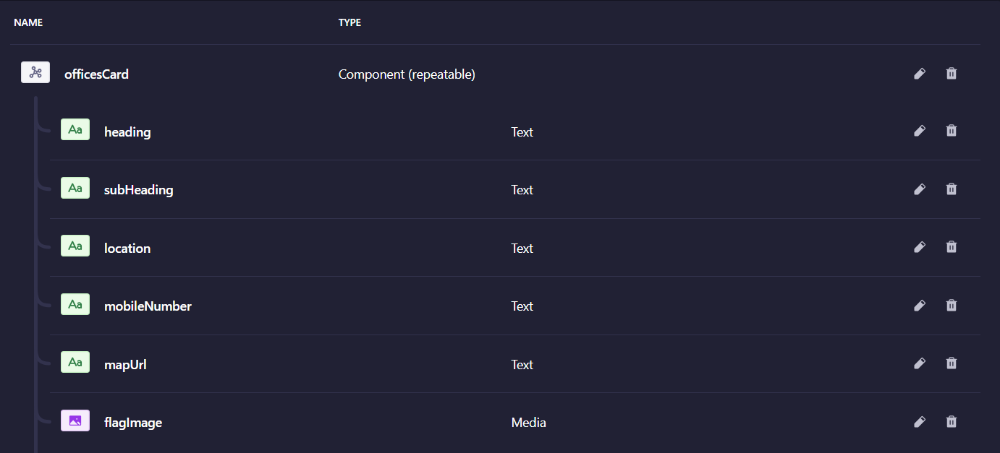 NAME TYPE
officesCard Component (repeatable)
Aa heading Text
Aa subHeading Text
Aa location Text
Aa mobileNumber Text
Aa mapUrl Text
flagImage Media